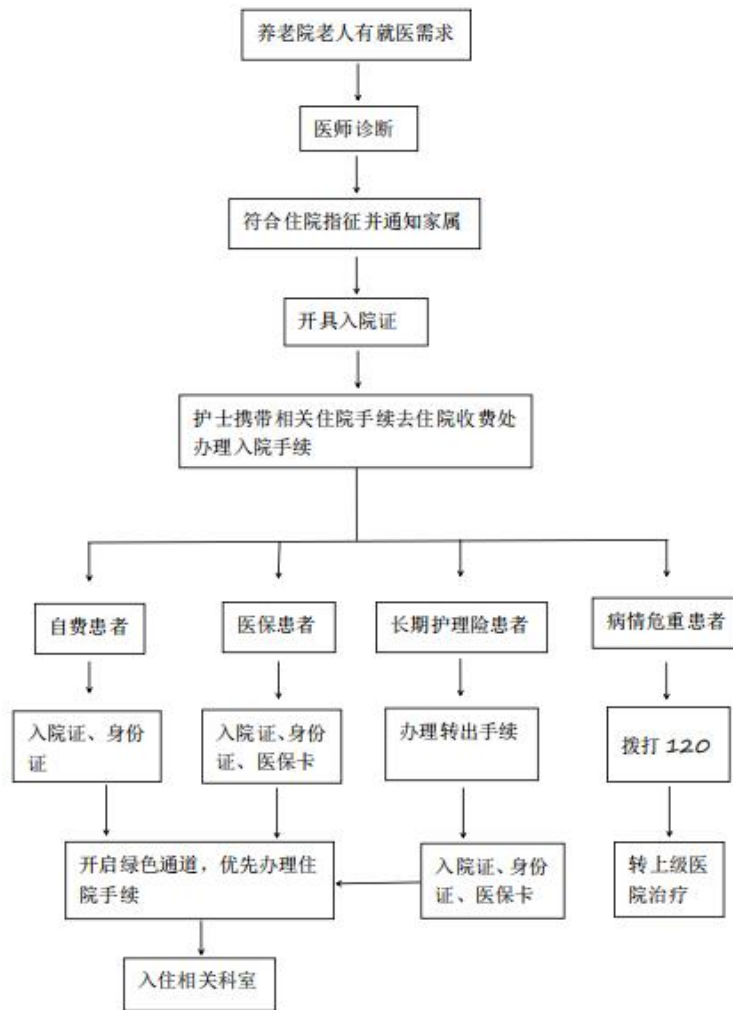 养老院老人有就医需求
医师诊断
符合住院指征并通知家属
开具入院证
护士携带相关住院手续去住院收费处
办理入院手续
自费患者
医保患者
长期护理险患者
病情危重患者
入院证、身份
证
入院证、身份
证、医保卡
办理转出手续
拨打 120
开启绿色通道，优先办理住
院手续
入院证、身份
证、医保卡
转上级医
院治疗
入住相关科室